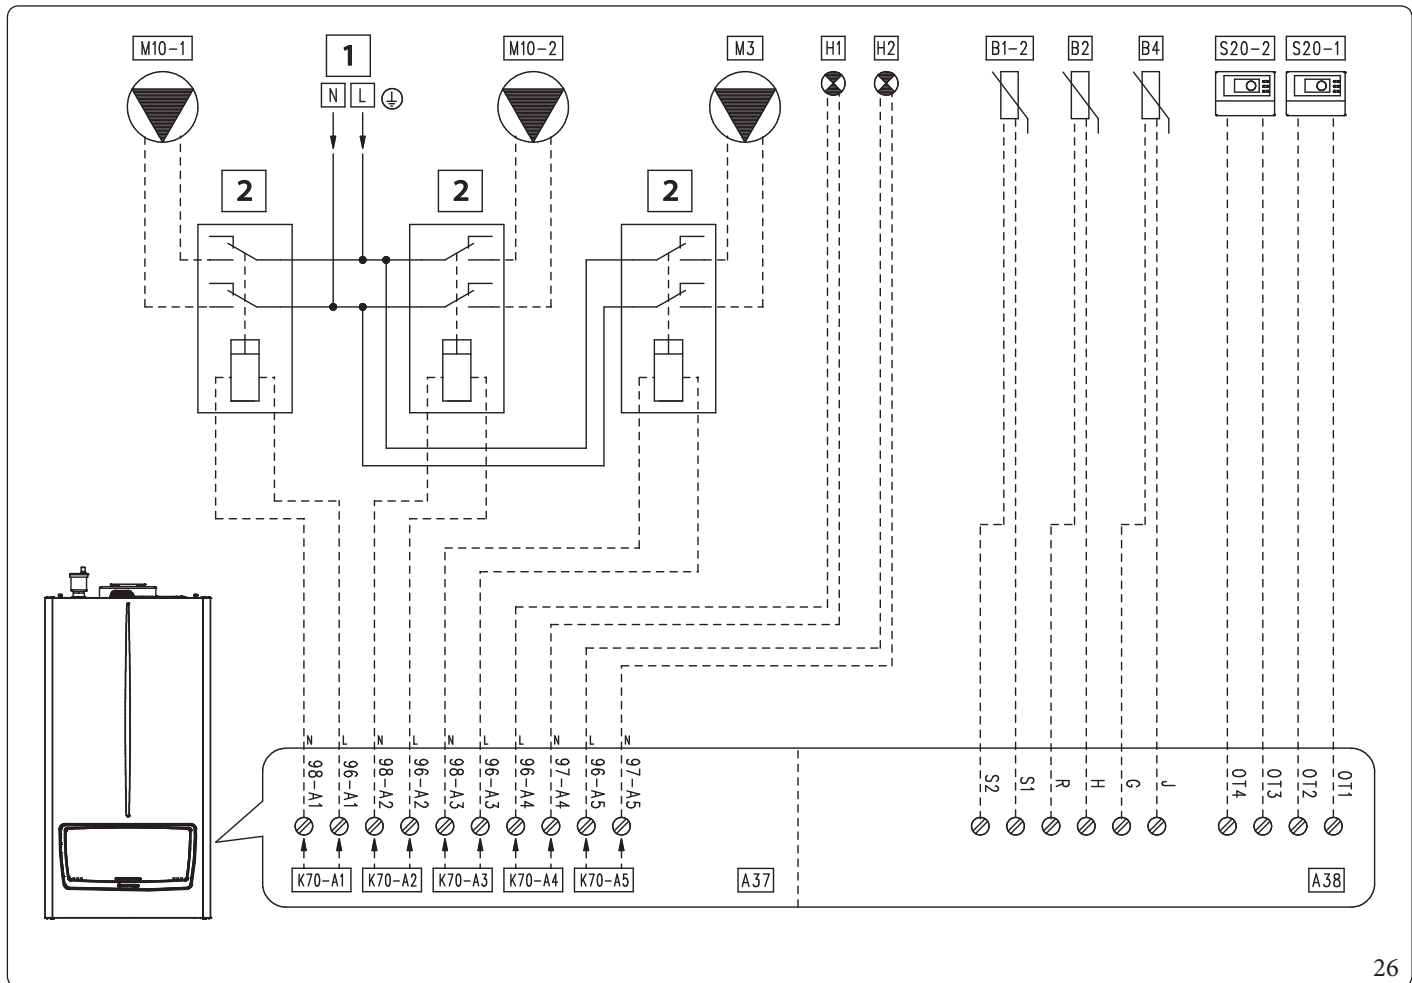 M10-1 1 M10-2 M3 H1 H2 B1-2 B2 B4 S20-2 S20-1
N L
2 2 2
N L N L N L L N L N
98-A1 96-A1 98-A2 96-A2 98-A3 96-A3 96-A4 97-A4 96-A5 97-A5 S2 S1 R H G J OT4 OT3 OT2 OT1
K70-A1 K70-A2 K70-A3 K70-A4 K70-A5 A37 A38
26